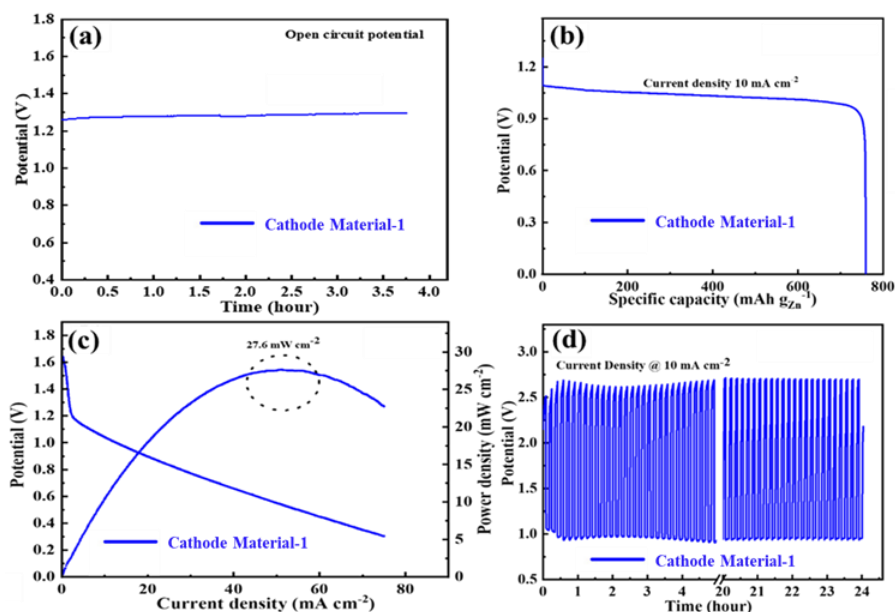 (a)
Open circuit potential
Potential (V)
1.8
1.6
1.4
1.2
1.0
0.8
0.6
0.4
Cathode Material-1
0.0 0.5 1.0 1.5 2.0 2.5 3.0 3.5 4.0
Time (hour)
(b)
Current density 10 mA cm⁻²
Potential (V)
1.2
0.9
0.6
0.3
0.0
Cathode Material-1
200 400 600 800
Specific capacity (mAh g_Zn⁻¹)
(c)
27.6 mW cm⁻²
Potential (V)
1.8
1.6
1.4
1.2
1.0
0.8
0.6
0.4
0.2
0.0
Power density (mW cm⁻²)
30
25
20
15
10
5
0
Cathode Material-1
0 20 40 60 80
Current density (mA cm⁻²)
(d)
Current Density @ 10 mA cm⁻²
Potential (V)
3.0
2.5
2.0
1.5
1.0
0.5
Cathode Material-1
0 1 2 3 4 20 21 22 23 24
Time (hour)